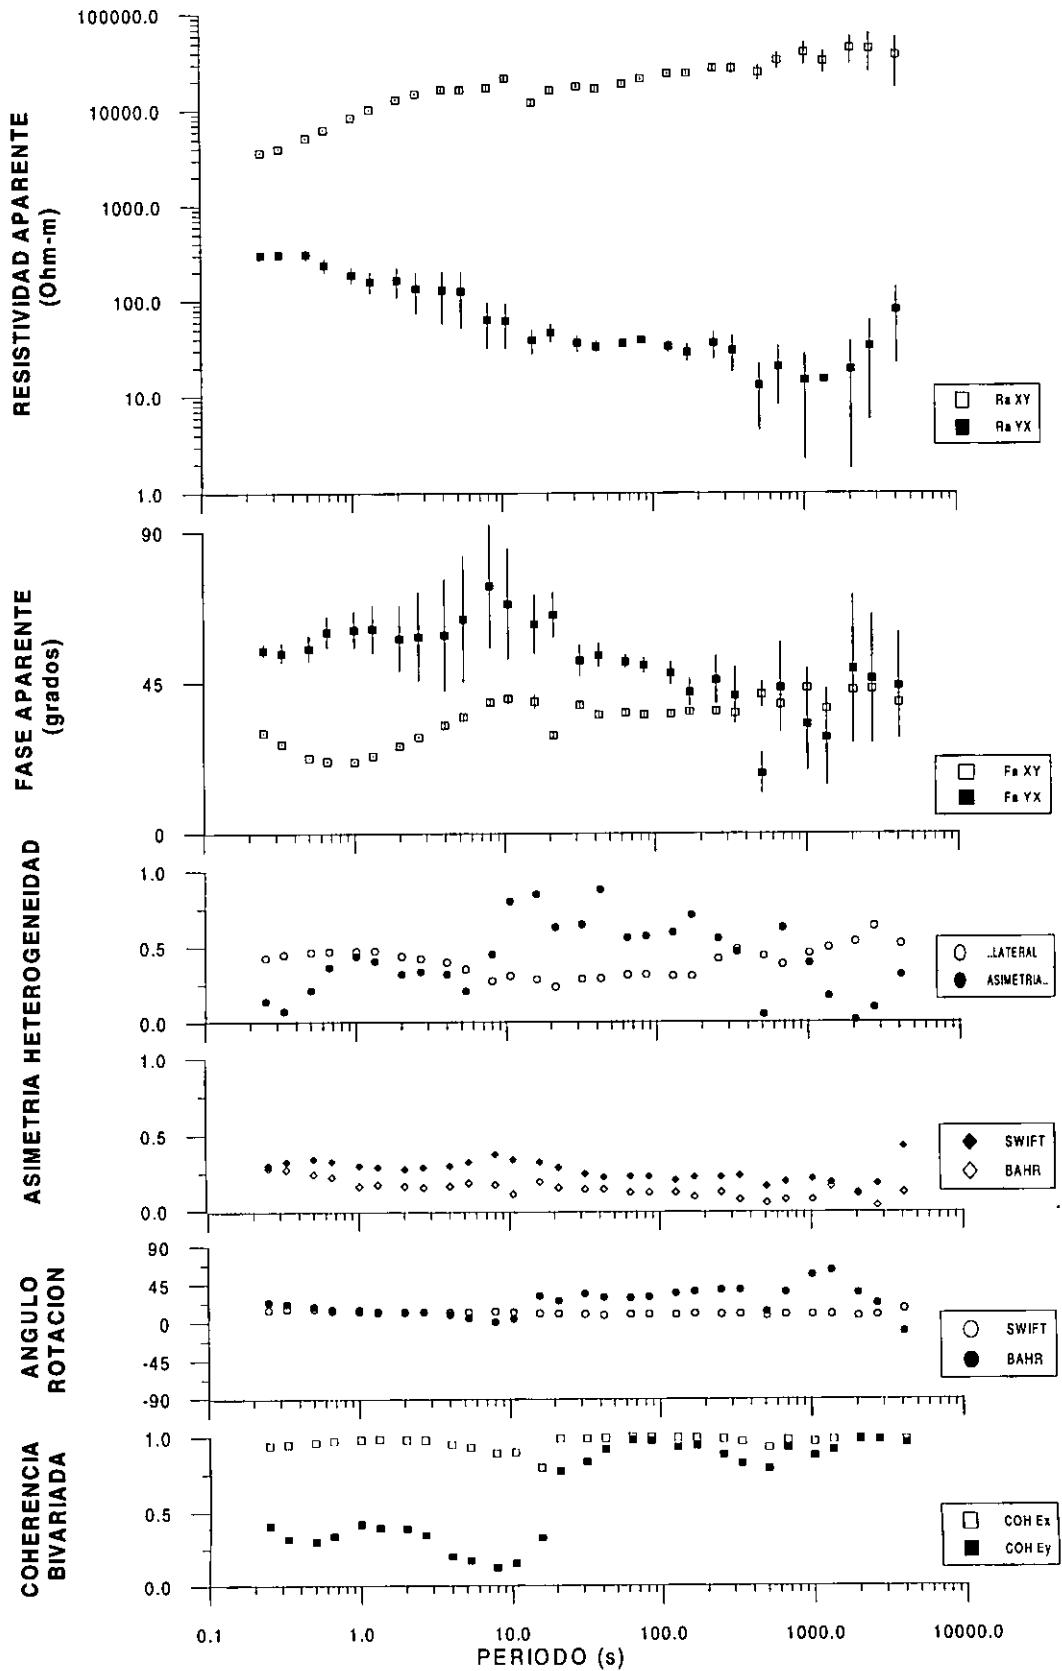 RESISTIVIDAD APARENTE
(Ohm-m)
100000.0
10000.0
1000.0
100.0
10.0
1.0
Ra XY
Ra YX
FASE APARENTE
(grados)
90
45
0
Fa XY
Fa YX
ASIMETRIA HETEROGENEIDAD
1.0
0.5
0.0
..LATERAL
ASIMETRIA..
1.0
0.5
0.0
SWIFT
BAHR
ANGULO
ROTACION
90
45
0
-45
-90
SWIFT
BAHR
COHERENCIA
BIVARIADA
1.0
0.5
0.0
COH Ex
COH Ey
0.1
1.0
10.0
100.0
1000.0
10000.0
PERIODO (s)